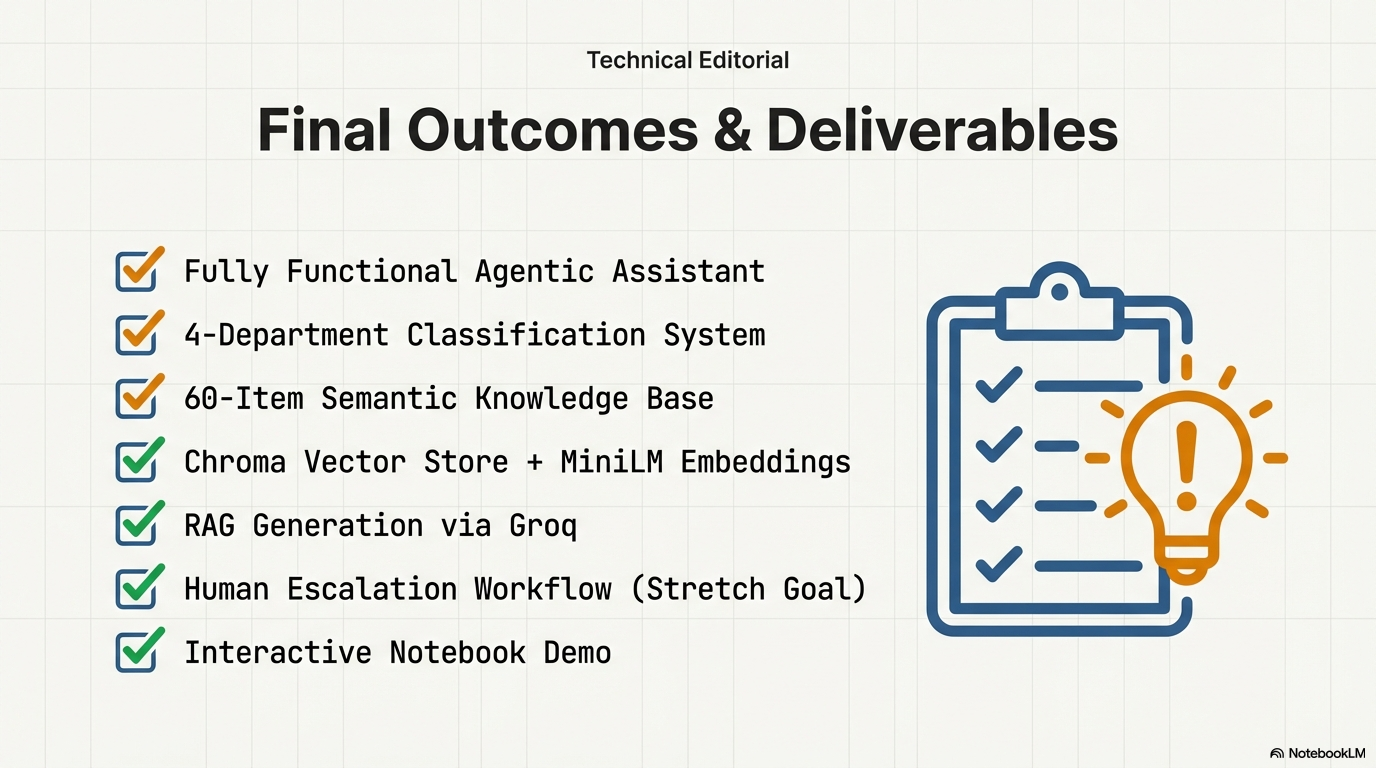 Technical Editorial
Final Outcomes & Deliverables
Fully Functional Agentic Assistant
4-Department Classification System
60-Item Semantic Knowledge Base
Chroma Vector Store + MiniLM Embeddings
RAG Generation via Groq
Human Escalation Workflow (Stretch Goal)
Interactive Notebook Demo
!
NotebookLM